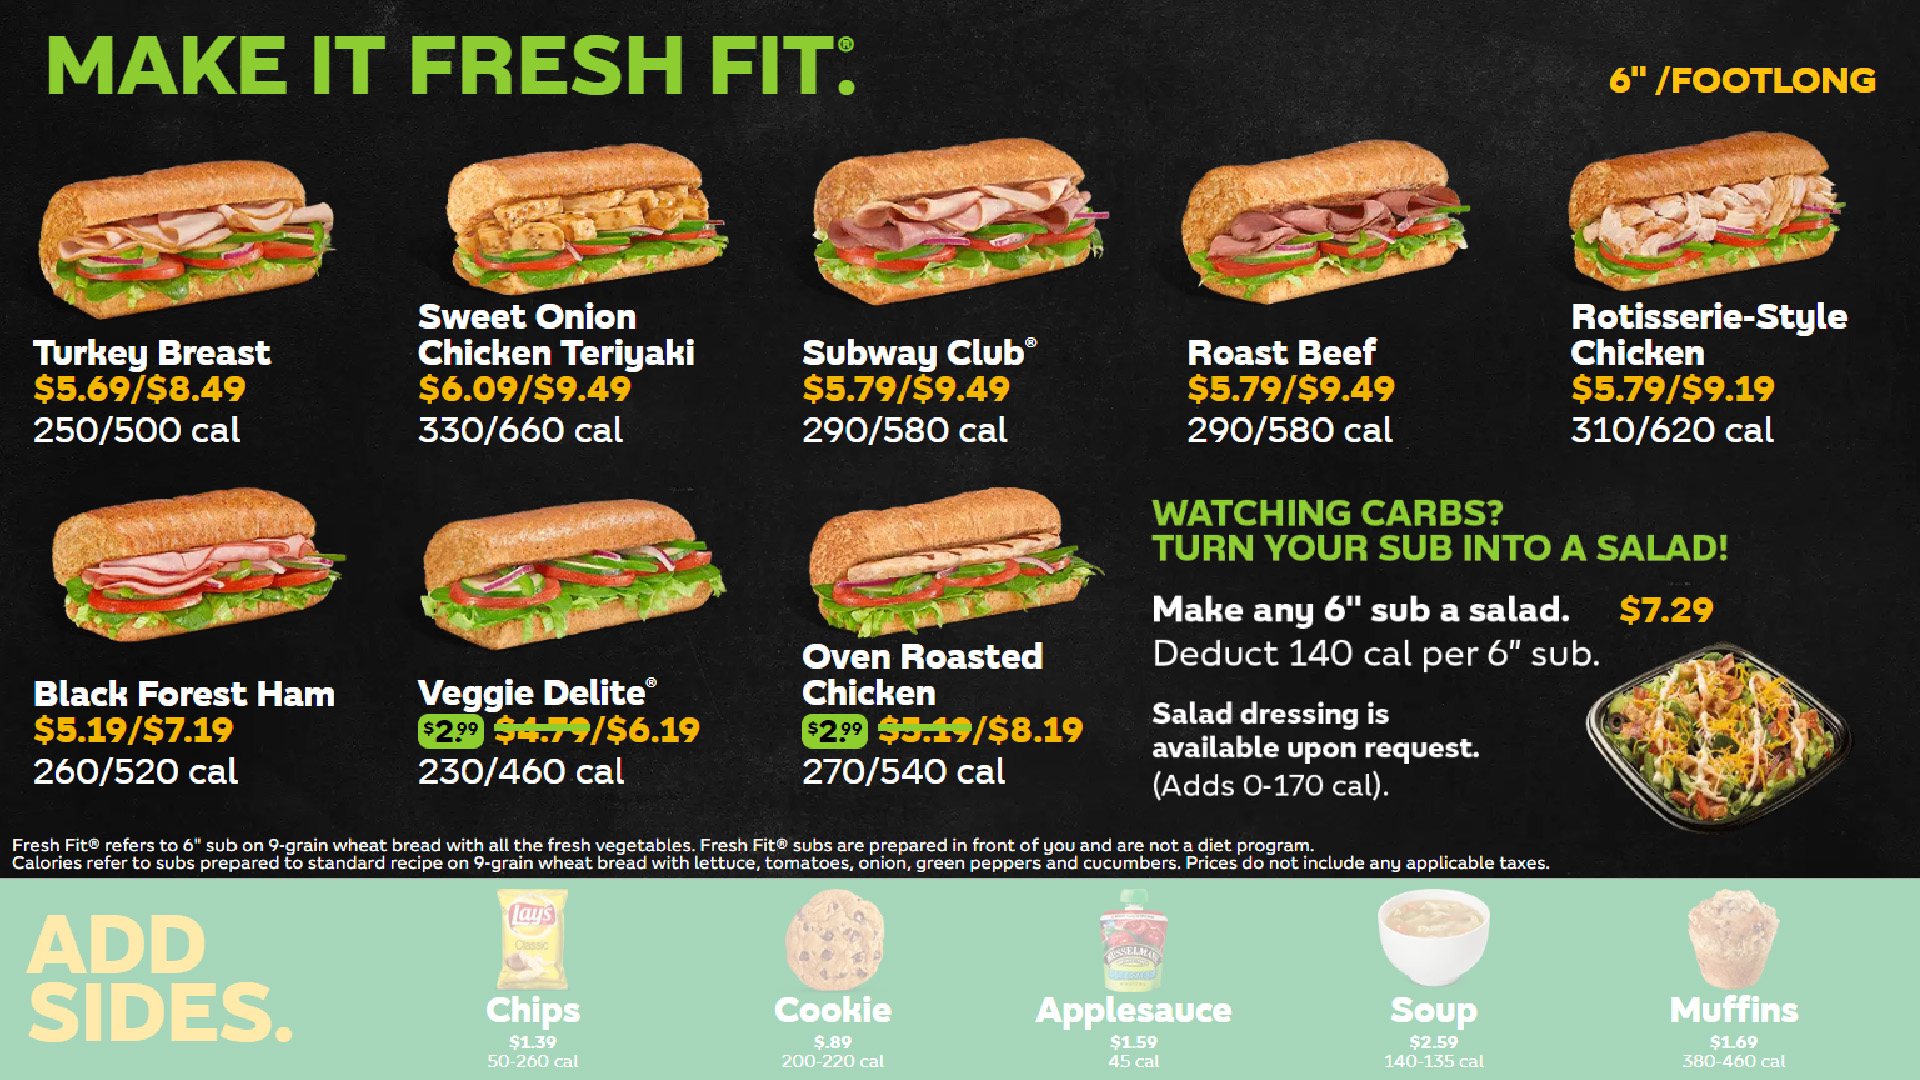 MAKE IT FRESH FIT®.
6" /FOOTLONG
Turkey Breast
$5.69/$8.49
250/500 cal
Sweet Onion
Chicken Teriyaki
$6.09/$9.49
330/660 cal
Subway Club®
$5.79/$9.49
290/580 cal
Roast Beef
$5.79/$9.49
290/580 cal
Rotisserie-Style
Chicken
$5.79/$9.19
310/620 cal
Black Forest Ham
$5.19/$7.19
260/520 cal
Veggie Delite®
$2.99 $4.79/$6.19
230/460 cal
Oven Roasted
Chicken
$2.99 $5.19/$8.19
270/540 cal
WATCHING CARBS?
TURN YOUR SUB INTO A SALAD!
Make any 6" sub a salad. $7.29
Deduct 140 cal per 6" sub.
Salad dressing is
available upon request.
(Adds 0-170 cal).
Fresh Fit® refers to 6" sub on 9-grain wheat bread with all the fresh vegetables. Fresh Fit® subs are prepared in front of you and are not a diet program.
Calories refer to subs prepared to standard recipe on 9-grain wheat bread with lettuce, tomatoes, onion, green peppers and cucumbers. Prices do not include any applicable taxes.
ADD
SIDES.
Lay's
Classic
Chips
$1.39
50-260 cal
Cookie
$.89
200-220 cal
MUSSELMAN'S
Applesauce
$1.59
45 cal
Soup
$2.59
140-135 cal
Muffins
$1.69
380-460 cal